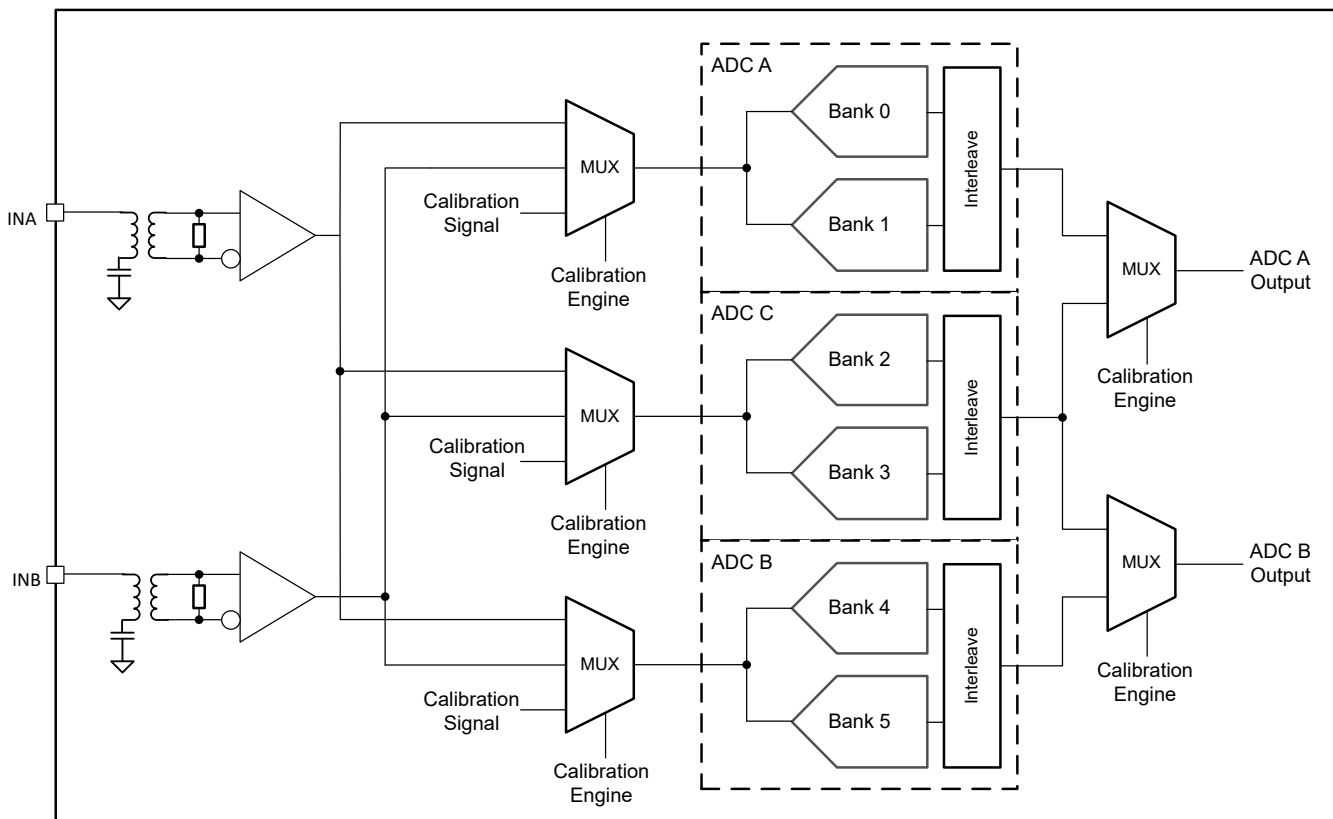 INA
INB
Calibration
Signal
MUX
Calibration
Engine
Calibration
Signal
MUX
Calibration
Engine
Calibration
Signal
MUX
Calibration
Engine
ADC A
Bank 0
Bank 1
Interleave
ADC C
Bank 2
Bank 3
Interleave
ADC B
Bank 4
Bank 5
Interleave
MUX
Calibration
Engine
ADC A
Output
MUX
Calibration
Engine
ADC B
Output